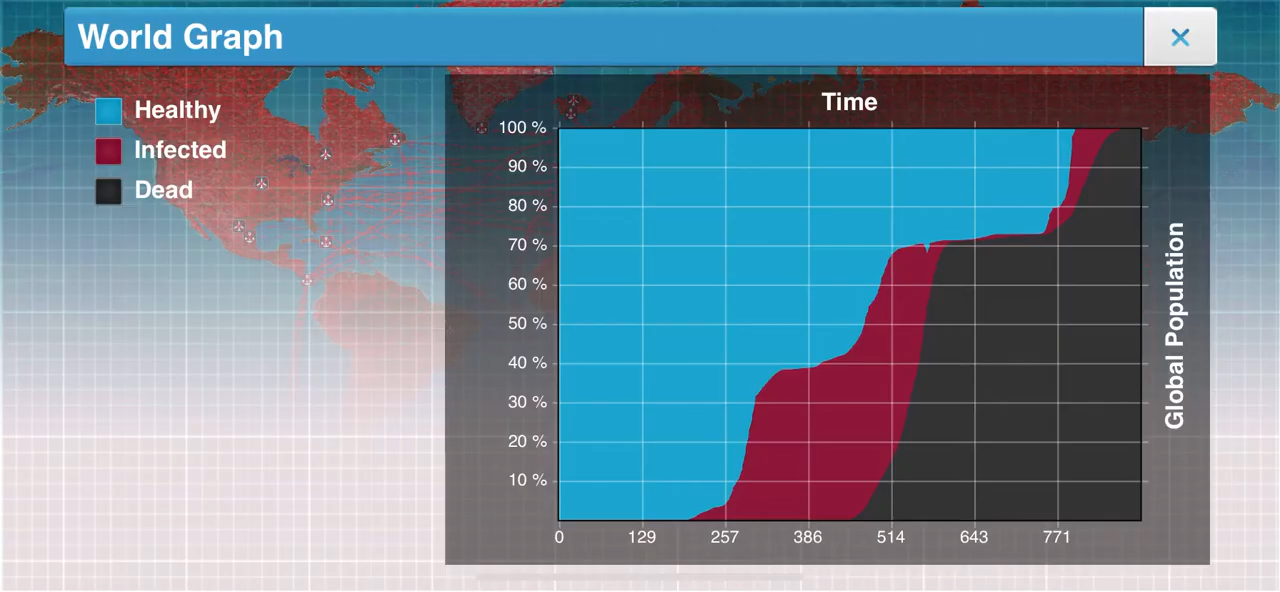 World Graph
Healthy
Infected
Dead
Time
100 %
90 %
80 %
70 %
60 %
50 %
40 %
30 %
20 %
10 %
0 129 257 386 514 643 771
Global Population